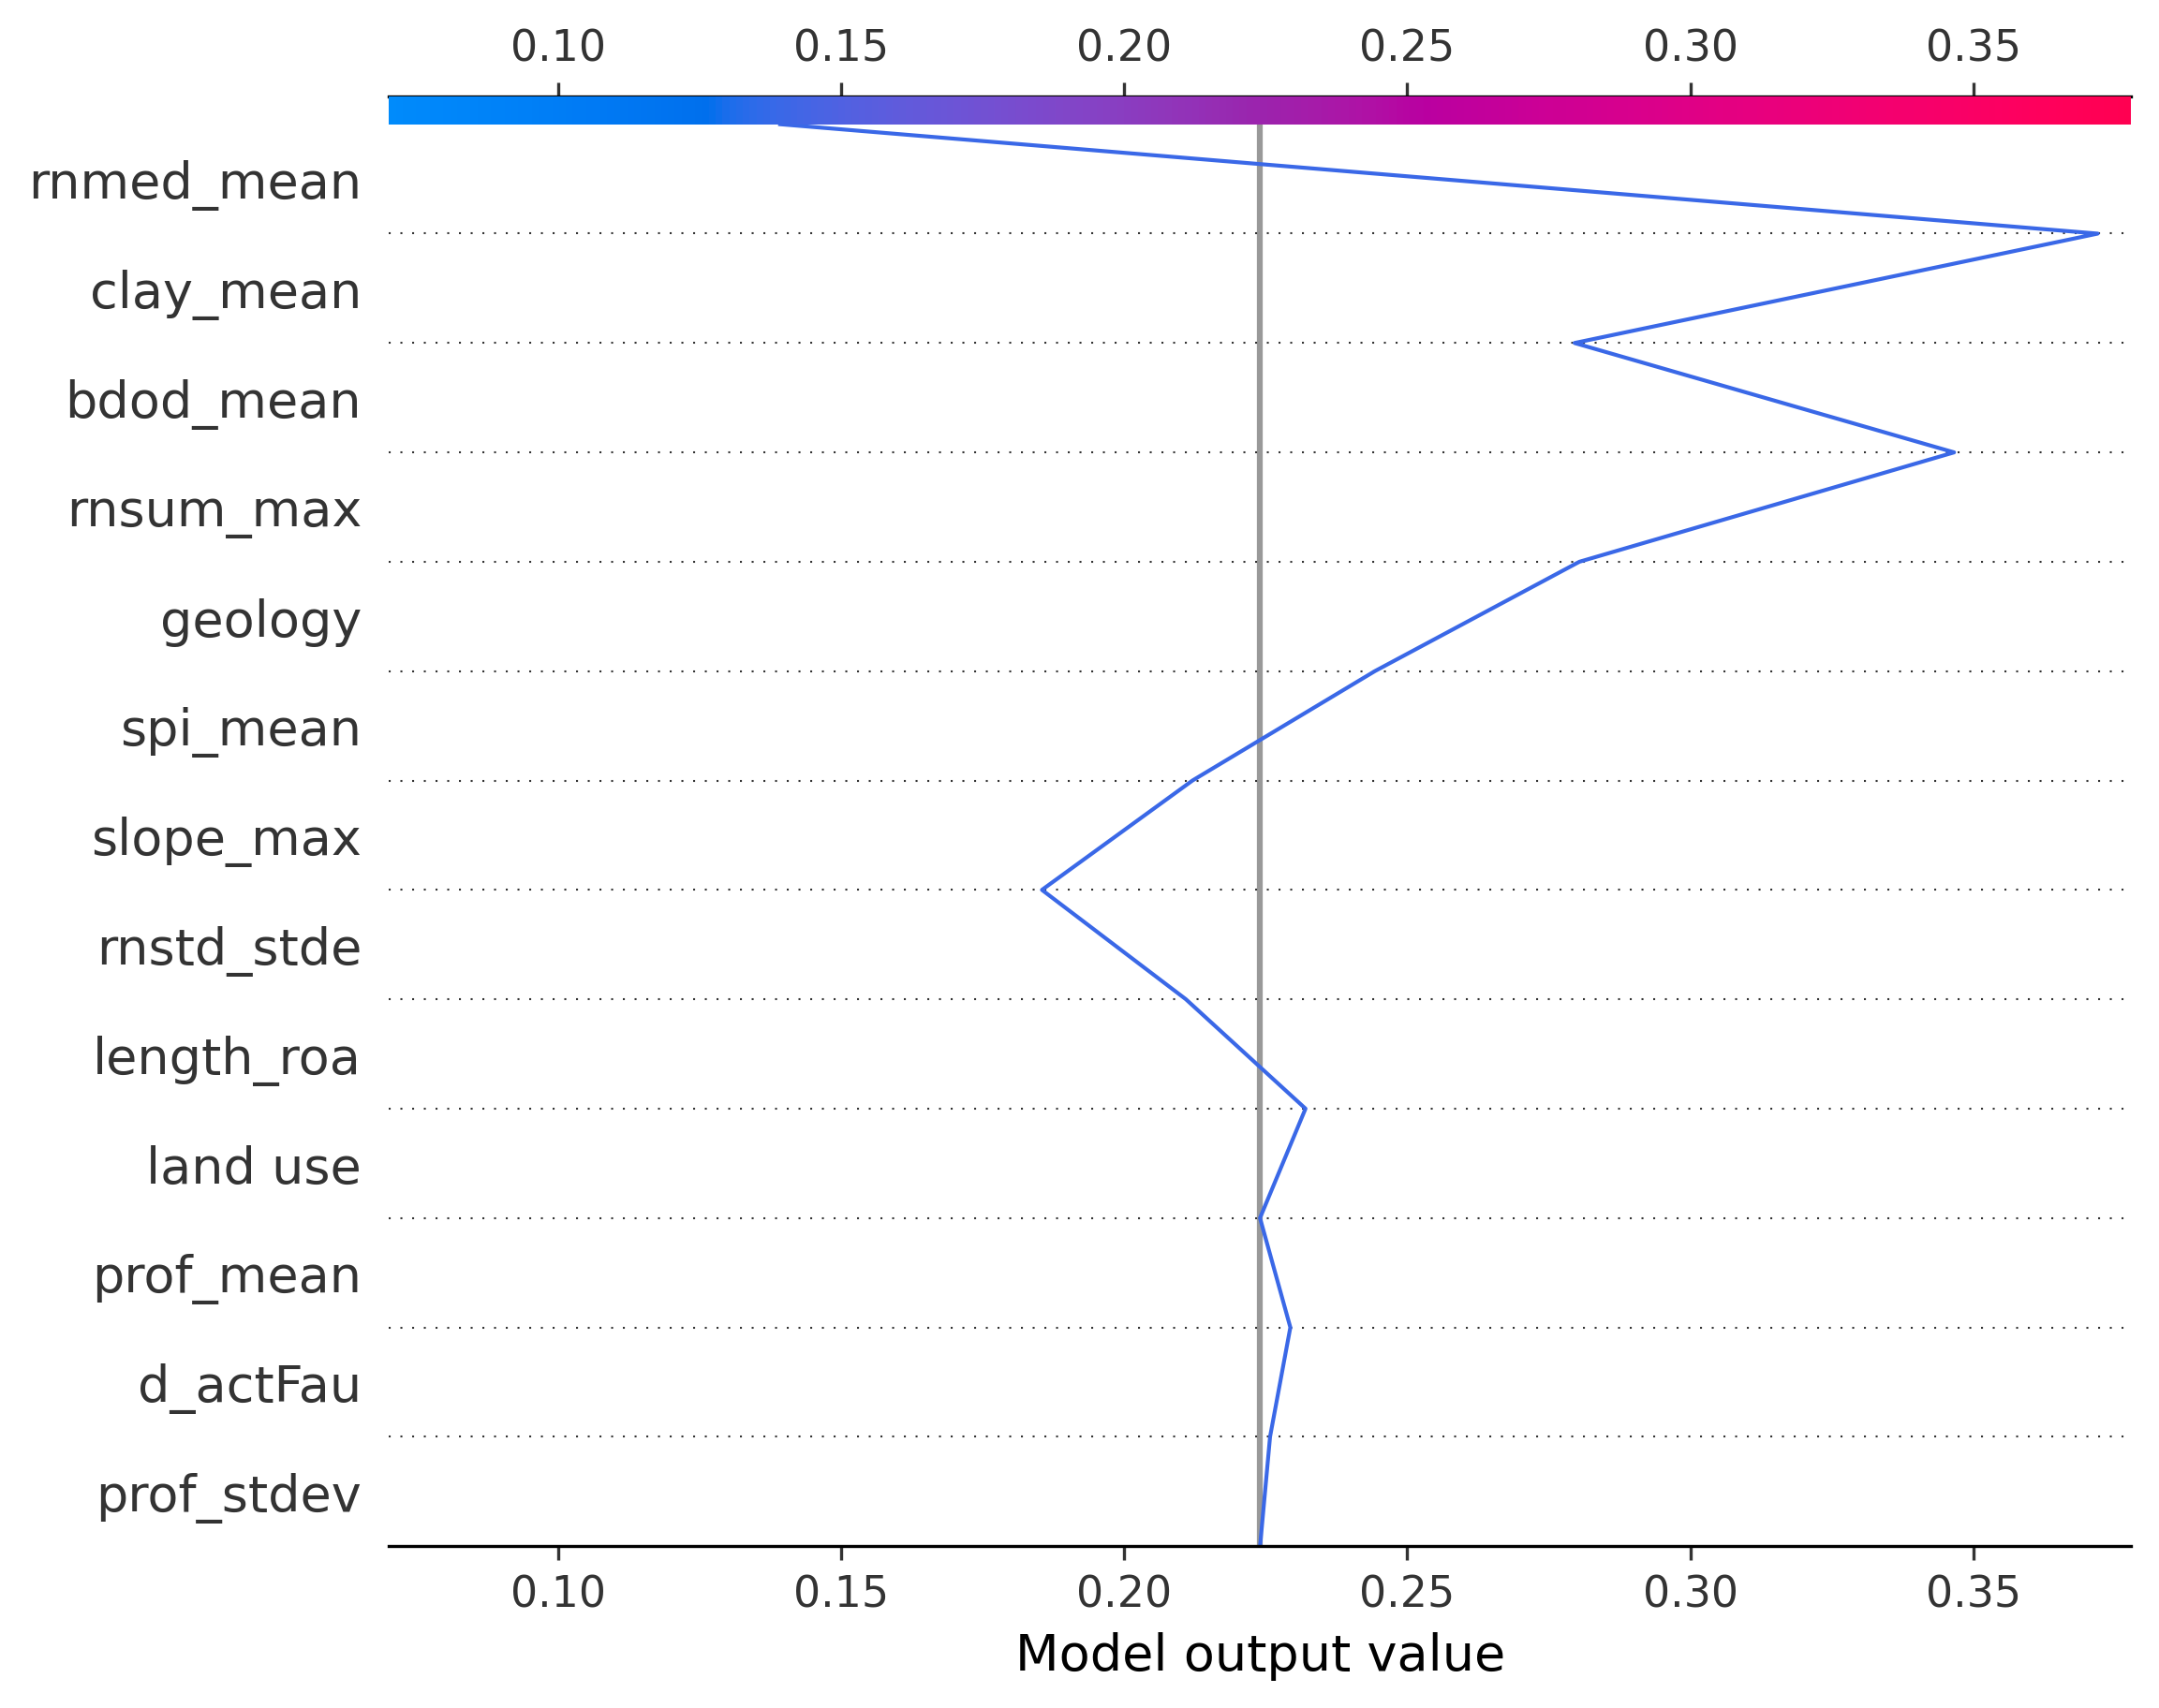 0.10 0.15 0.20 0.25 0.30 0.35
rnmed_mean
clay_mean
bdod_mean
rnsum_max
geology
spi_mean
slope_max
rnstd_stde
length_roa
land use
prof_mean
d_actFau
prof_stdev
0.10 0.15 0.20 0.25 0.30 0.35
Model output value